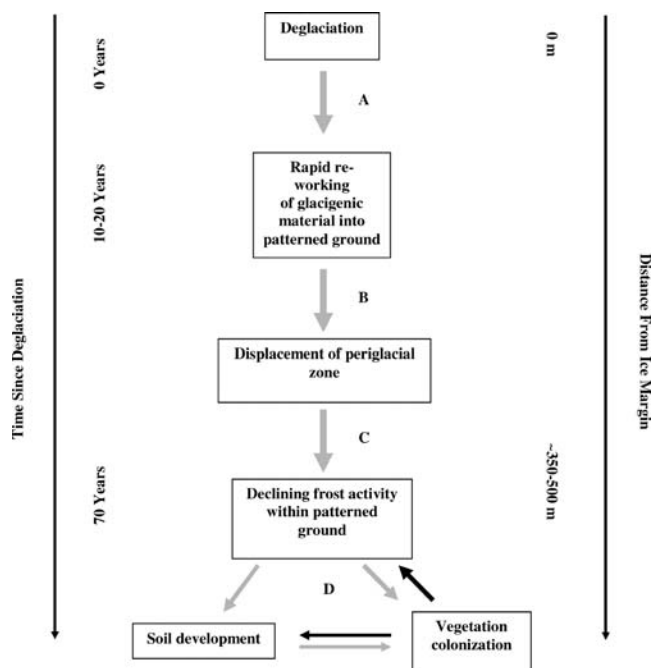 Deglaciation
0 Years
0 m
A
Rapid re-
working
of glacigenic
material into
patterned ground
10-20 Years
B
Time Since Deglaciation
Distance From Ice Margin
Displacement of periglacial
zone
C
70 Years
~350-500 m
Declining frost activity
within patterned
ground
D
Soil development
Vegetation
colonization